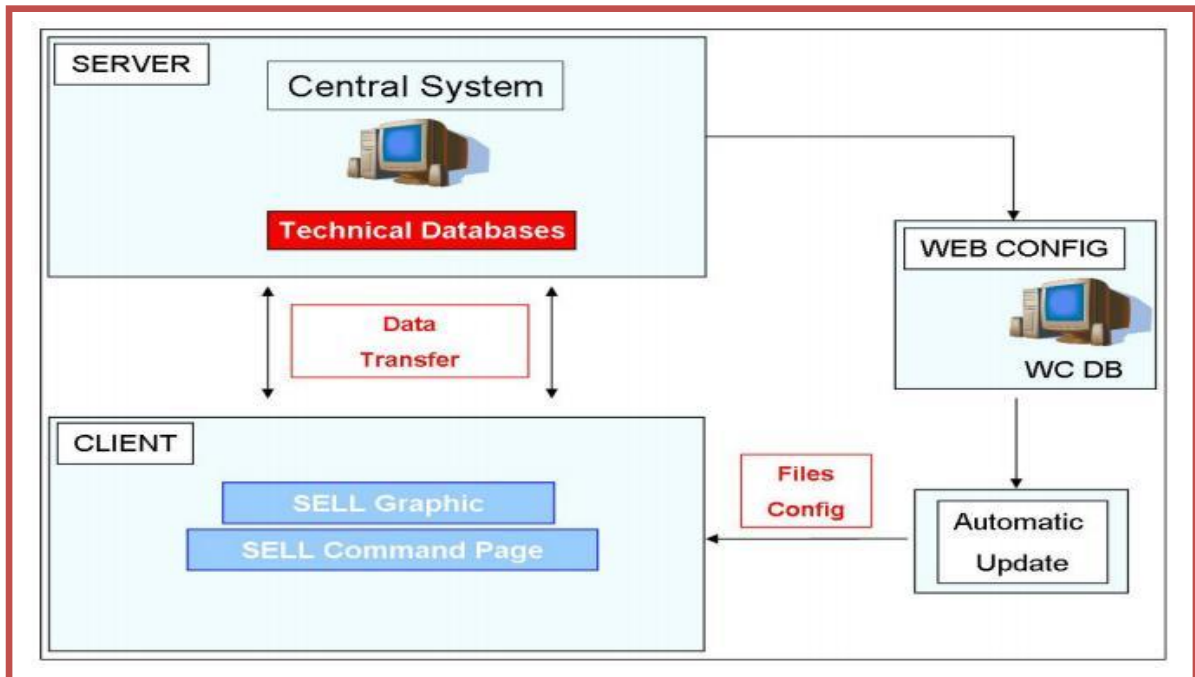 SERVER
Central System
Technical Databases
WEB CONFIG
WC DB
Data
Transfer
CLIENT
SELL Graphic
SELL Command Page
Files
Config
Automatic
Update